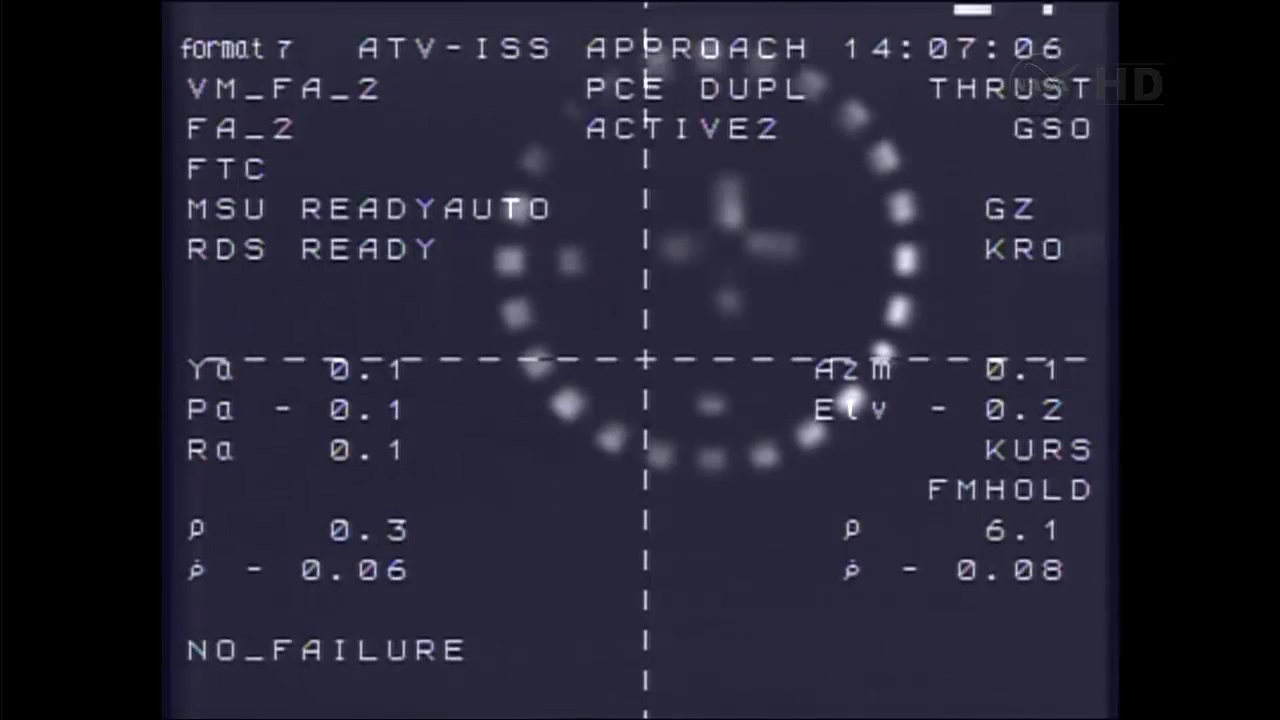 format 7 ATV-ISS APPROACH 14:07:06
VM_FA_2 PCE DUPL THRUST
NASA HD
FA_2 ACTIVE2 GSO
FTC
MSU READYAUTO GZ
RDS READY KRO
Ya 0.1 Azm 0.1
Pa - 0.1 Elv - 0.2
Ra 0.1 KURS
FMHOLD
ρ 0.3 ρ 6.1
ρ̇ - 0.06 ρ̇ - 0.08
NO_FAILURE